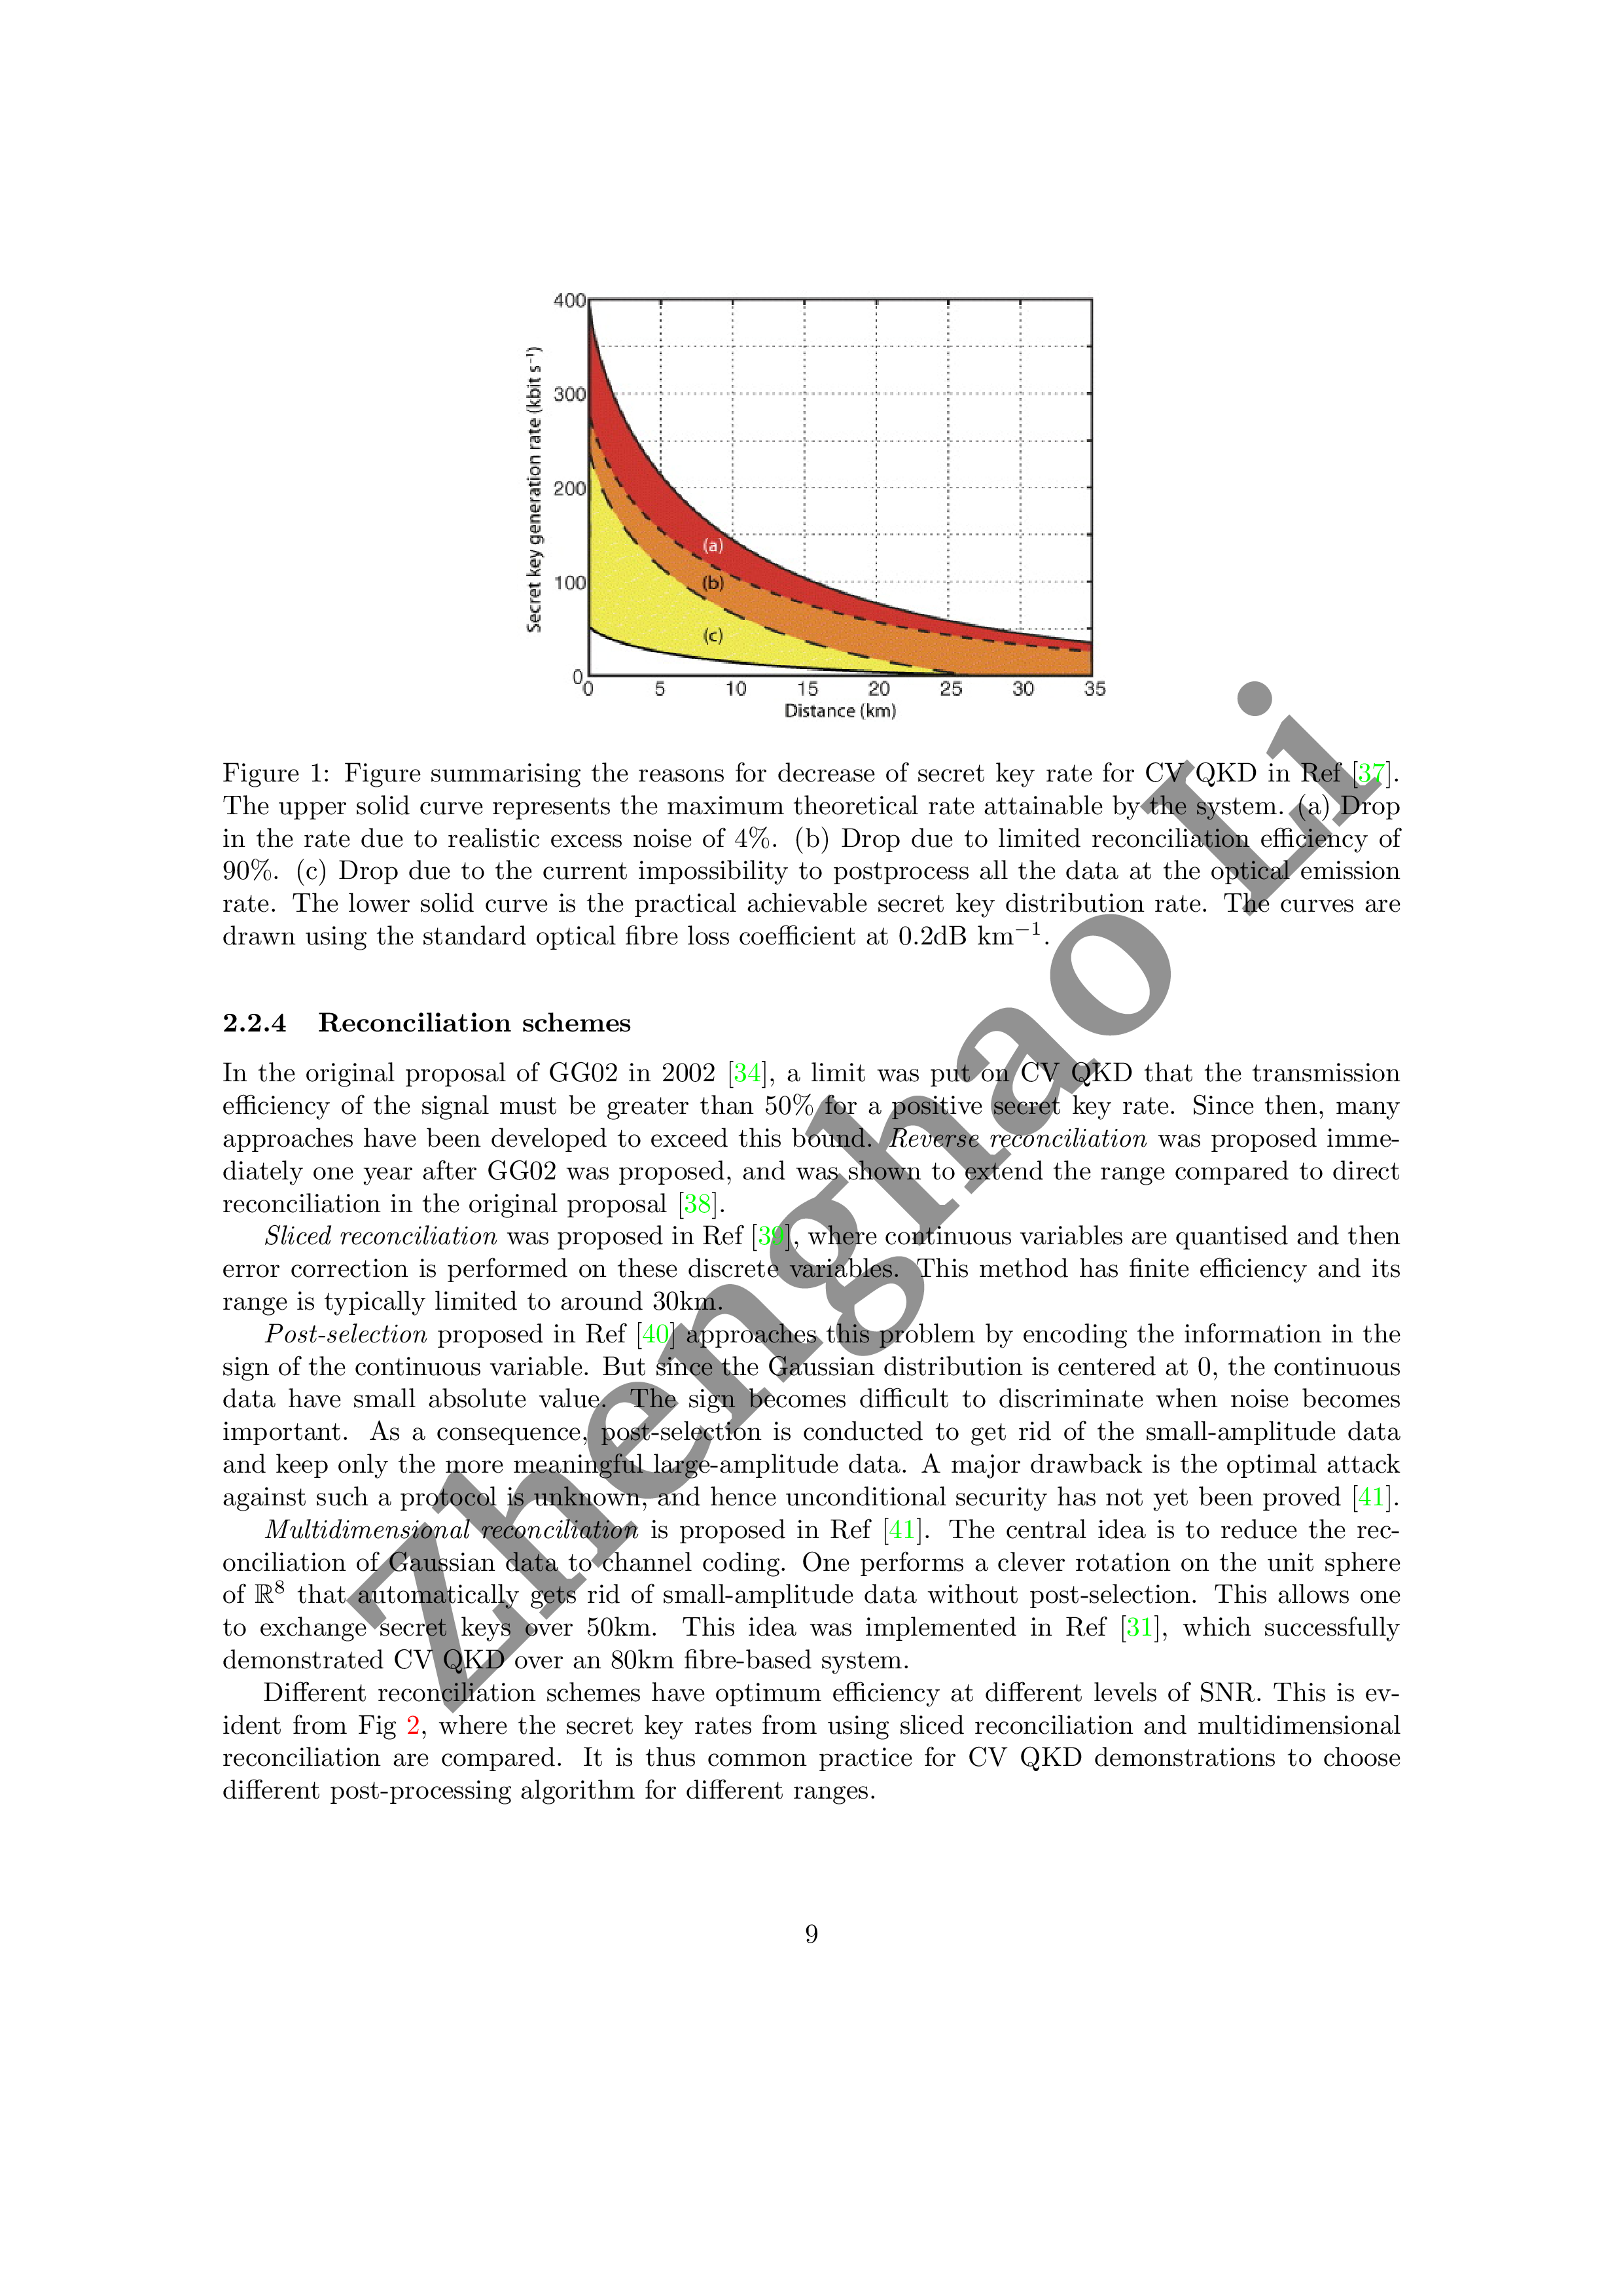 400
300
200
100
0
Secret key generation rate (kbit s⁻¹)
(a)
(b)
(c)
0 5 10 15 20 25 30 35
Distance (km)
Figure 1: Figure summarising the reasons for decrease of secret key rate for CV QKD in Ref [37].
The upper solid curve represents the maximum theoretical rate attainable by the system. (a) Drop
in the rate due to realistic excess noise of 4%. (b) Drop due to limited reconciliation efficiency of
90%. (c) Drop due to the current impossibility to postprocess all the data at the optical emission
rate. The lower solid curve is the practical achievable secret key distribution rate. The curves are
drawn using the standard optical fibre loss coefficient at 0.2dB km⁻¹.
2.2.4 Reconciliation schemes
In the original proposal of GG02 in 2002 [34], a limit was put on CV QKD that the transmission
efficiency of the signal must be greater than 50% for a positive secret key rate. Since then, many
approaches have been developed to exceed this bound. Reverse reconciliation was proposed imme-
diately one year after GG02 was proposed, and was shown to extend the range compared to direct
reconciliation in the original proposal [38].
Sliced reconciliation was proposed in Ref [39], where continuous variables are quantised and then
error correction is performed on these discrete variables. This method has finite efficiency and its
range is typically limited to around 30km.
Post-selection proposed in Ref [40] approaches this problem by encoding the information in the
sign of the continuous variable. But since the Gaussian distribution is centered at 0, the continuous
data have small absolute value. The sign becomes difficult to discriminate when noise becomes
important. As a consequence, post-selection is conducted to get rid of the small-amplitude data
and keep only the more meaningful large-amplitude data. A major drawback is the optimal attack
against such a protocol is unknown, and hence unconditional security has not yet been proved [41].
Multidimensional reconciliation is proposed in Ref [41]. The central idea is to reduce the rec-
onciliation of Gaussian data to channel coding. One performs a clever rotation on the unit sphere
of ℝ⁸ that automatically gets rid of small-amplitude data without post-selection. This allows one
to exchange secret keys over 50km. This idea was implemented in Ref [31], which successfully
demonstrated CV QKD over an 80km fibre-based system.
Different reconciliation schemes have optimum efficiency at different levels of SNR. This is ev-
ident from Fig 2, where the secret key rates from using sliced reconciliation and multidimensional
reconciliation are compared. It is thus common practice for CV QKD demonstrations to choose
different post-processing algorithm for different ranges.
9
Zhenghao Li